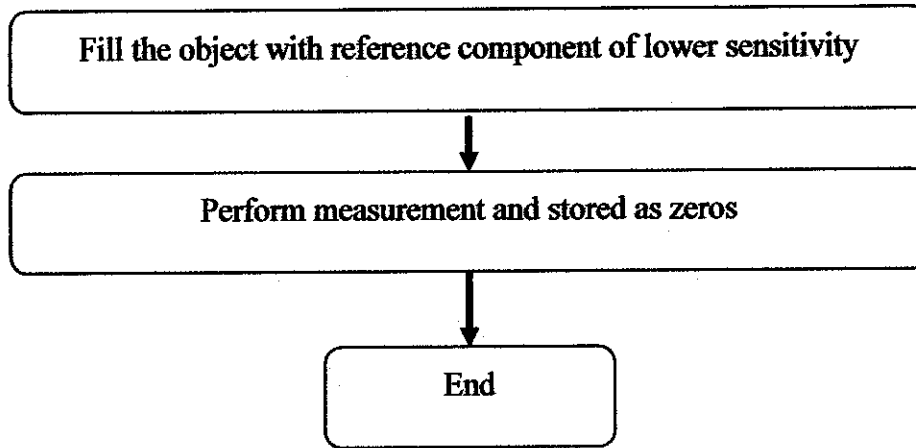 Fill the object with reference component of lower sensitivity
Perform measurement and stored as zeros
End